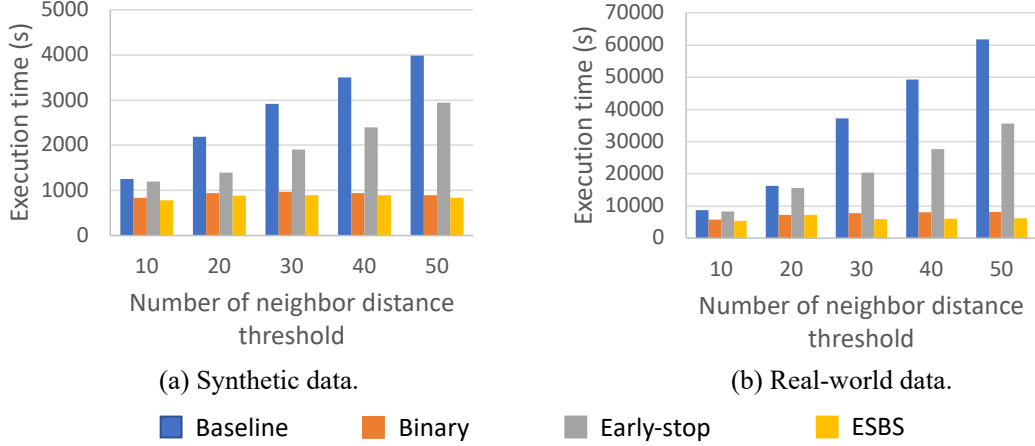 Execution time (s)
5000
4000
3000
2000
1000
0
10 20 30 40 50
Number of neighbor distance
threshold
(a) Synthetic data.
Execution time (s)
70000
60000
50000
40000
30000
20000
10000
0
10 20 30 40 50
Number of neighbor distance
threshold
(b) Real-world data.
Baseline Binary Early-stop ESBS